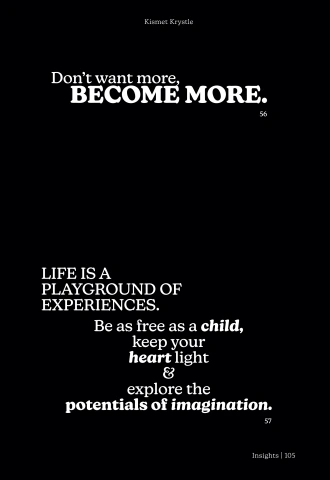 Kismet Krystle
Don't want more,
BECOME MORE.
56
LIFE IS A
PLAYGROUND OF
EXPERIENCES.
Be as free as a child,
keep your
heart light
&
explore the
potentials of imagination.
57
Insights | 105